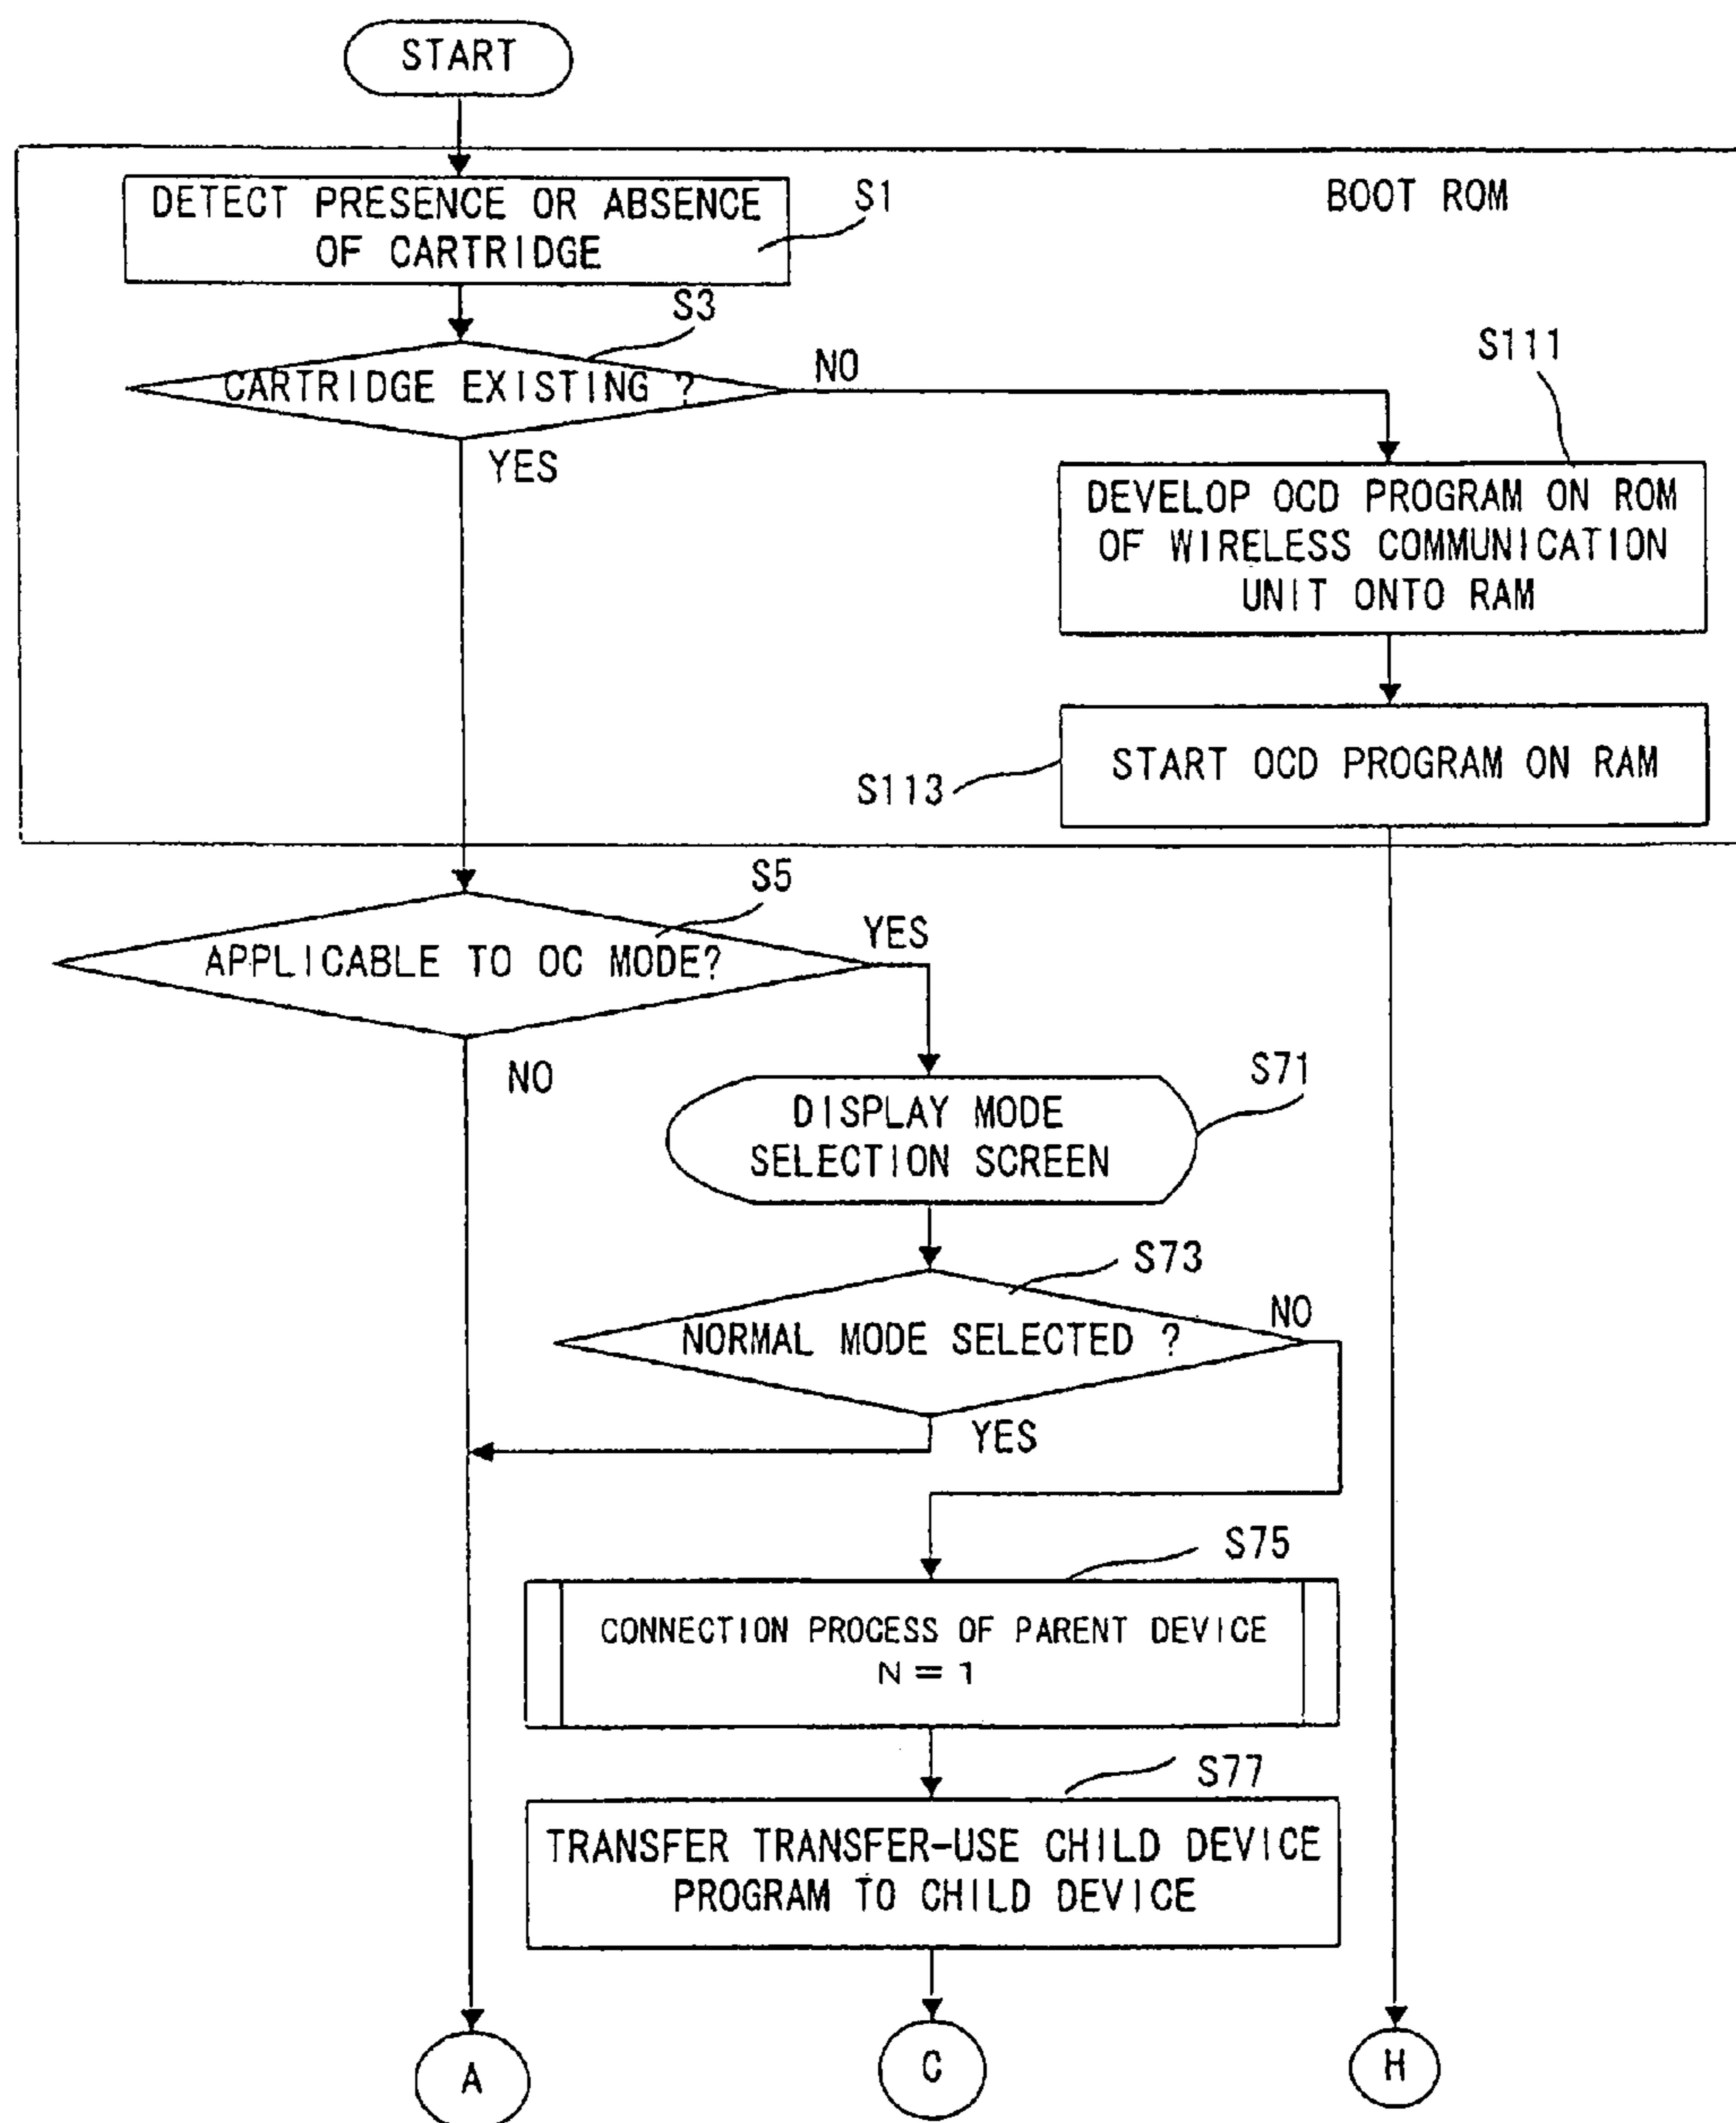 START
BOOT ROM
DETECT PRESENCE OR ABSENCE
OF CARTRIDGE
S1
S3
CARTRIDGE EXISTING ?
NO
YES
S111
DEVELOP OCD PROGRAM ON ROM
OF WIRELESS COMMUNICATION
UNIT ONTO RAM
START OCD PROGRAM ON RAM
S113
S5
APPLICABLE TO OC MODE?
YES
NO
S71
DISPLAY MODE
SELECTION SCREEN
S73
NORMAL MODE SELECTED ?
NO
YES
S75
CONNECTION PROCESS OF PARENT DEVICE
N = 1
S77
TRANSFER TRANSFER-USE CHILD DEVICE
PROGRAM TO CHILD DEVICE
A
C
H